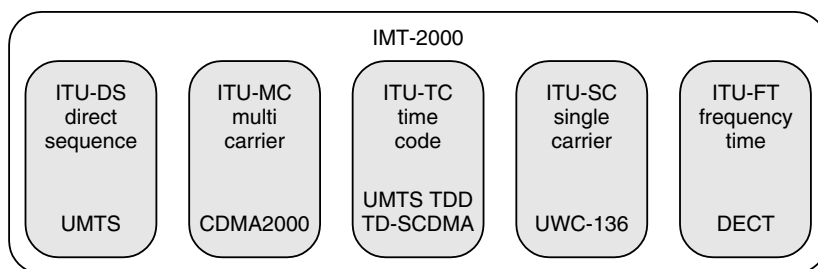 IMT-2000
ITU-DS
direct
sequence
UMTS
ITU-MC
multi
carrier
CDMA2000
ITU-TC
time
code
UMTS TDD
TD-SCDMA
ITU-SC
single
carrier
UWC-136
ITU-FT
frequency
time
DECT